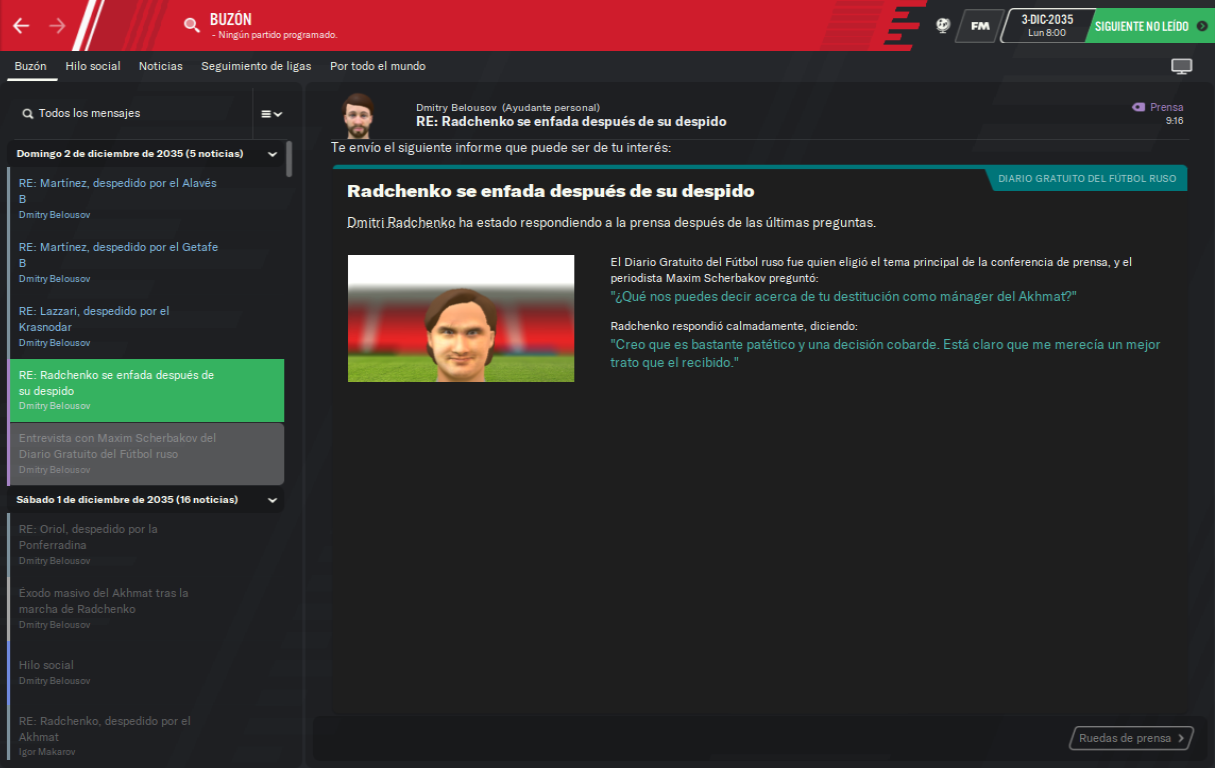 BUZÓN
- Ningún partido programado.
FM
3-DIC-2035
Lun 8:00
SIGUIENTE NO LEÍDO
Buzón
Hilo social
Noticias
Seguimiento de ligas
Por todo el mundo
Todos los mensajes
Domingo 2 de diciembre de 2035 (5 noticias)
RE: Martínez, despedido por el Alavés
B
Dmitry Belousov
RE: Martínez, despedido por el Getafe
B
Dmitry Belousov
RE: Lazzari, despedido por el
Krasnodar
Dmitry Belousov
RE: Radchenko se enfada después de
su despido
Dmitry Belousov
Entrevista con Maxim Scherbakov del
Diario Gratuito del Fútbol ruso
Dmitry Belousov
Sábado 1 de diciembre de 2035 (16 noticias)
RE: Oriol, despedido por la
Ponferradina
Dmitry Belousov
Éxodo masivo del Akhmat tras la
marcha de Radchenko
Dmitry Belousov
Hilo social
Dmitry Belousov
RE: Radchenko, despedido por el
Akhmat
Igor Makarov
Dmitry Belousov (Ayudante personal)
RE: Radchenko se enfada después de su despido
Prensa
9:16
Te envío el siguiente informe que puede ser de tu interés:
DIARIO GRATUITO DEL FÚTBOL RUSO
Radchenko se enfada después de su despido
Dmitri Radchenko ha estado respondiendo a la prensa después de las últimas preguntas.
El Diario Gratuito del Fútbol ruso fue quien eligió el tema principal de la conferencia de prensa, y el
periodista Maxim Scherbakov preguntó:
"¿Qué nos puedes decir acerca de tu destitución como mánager del Akhmat?"
Radchenko respondió calmadamente, diciendo:
"Creo que es bastante patético y una decisión cobarde. Está claro que me merecía un mejor
trato que el recibido."
Ruedas de prensa